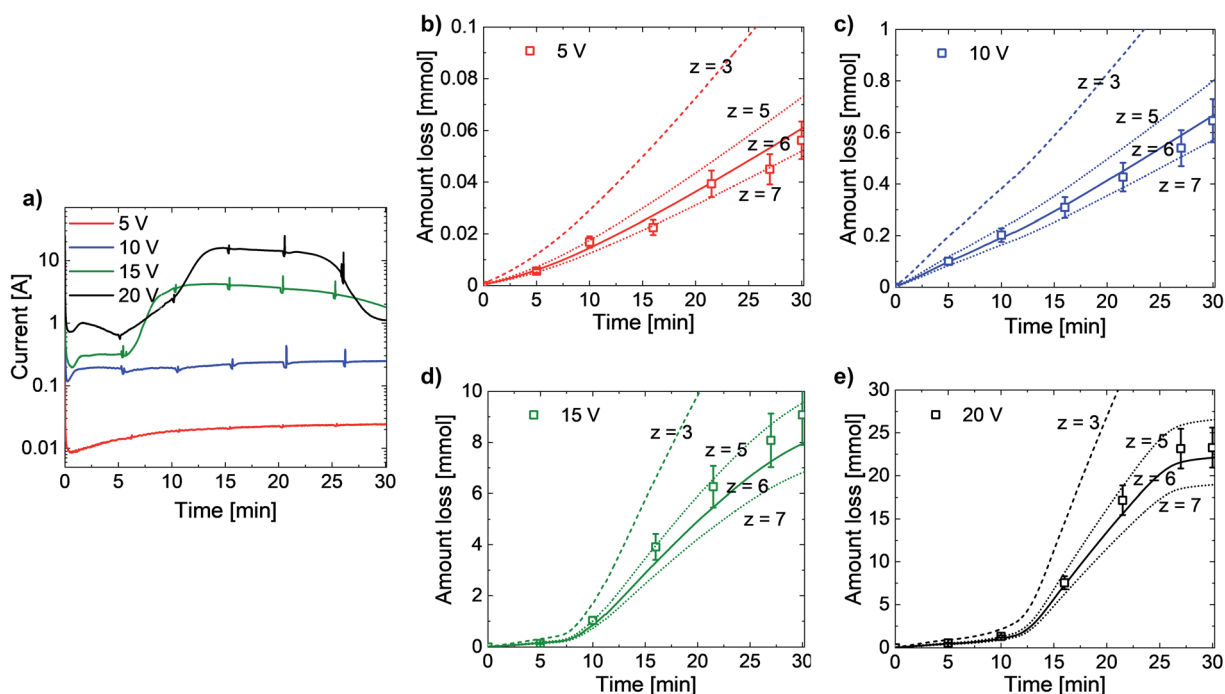 a)
5 V
10 V
15 V
20 V
10
1
0.1
0.01
Current [A]
0 5 10 15 20 25 30
Time [min]
b)
5 V
0.1
0.08
0.06
0.04
0.02
0
Amount loss [mmol]
z = 3
z = 5
z = 6
z = 7
0 5 10 15 20 25 30
Time [min]
c)
10 V
1
0.8
0.6
0.4
0.2
0
Amount loss [mmol]
z = 3
z = 5
z = 6
z = 7
0 5 10 15 20 25 30
Time [min]
d)
15 V
10
8
6
4
2
0
Amount loss [mmol]
z = 3
z = 5
z = 6
z = 7
0 5 10 15 20 25 30
Time [min]
e)
20 V
30
25
20
15
10
5
0
Amount loss [mmol]
z = 3
z = 5
z = 6
z = 7
0 5 10 15 20 25 30
Time [min]